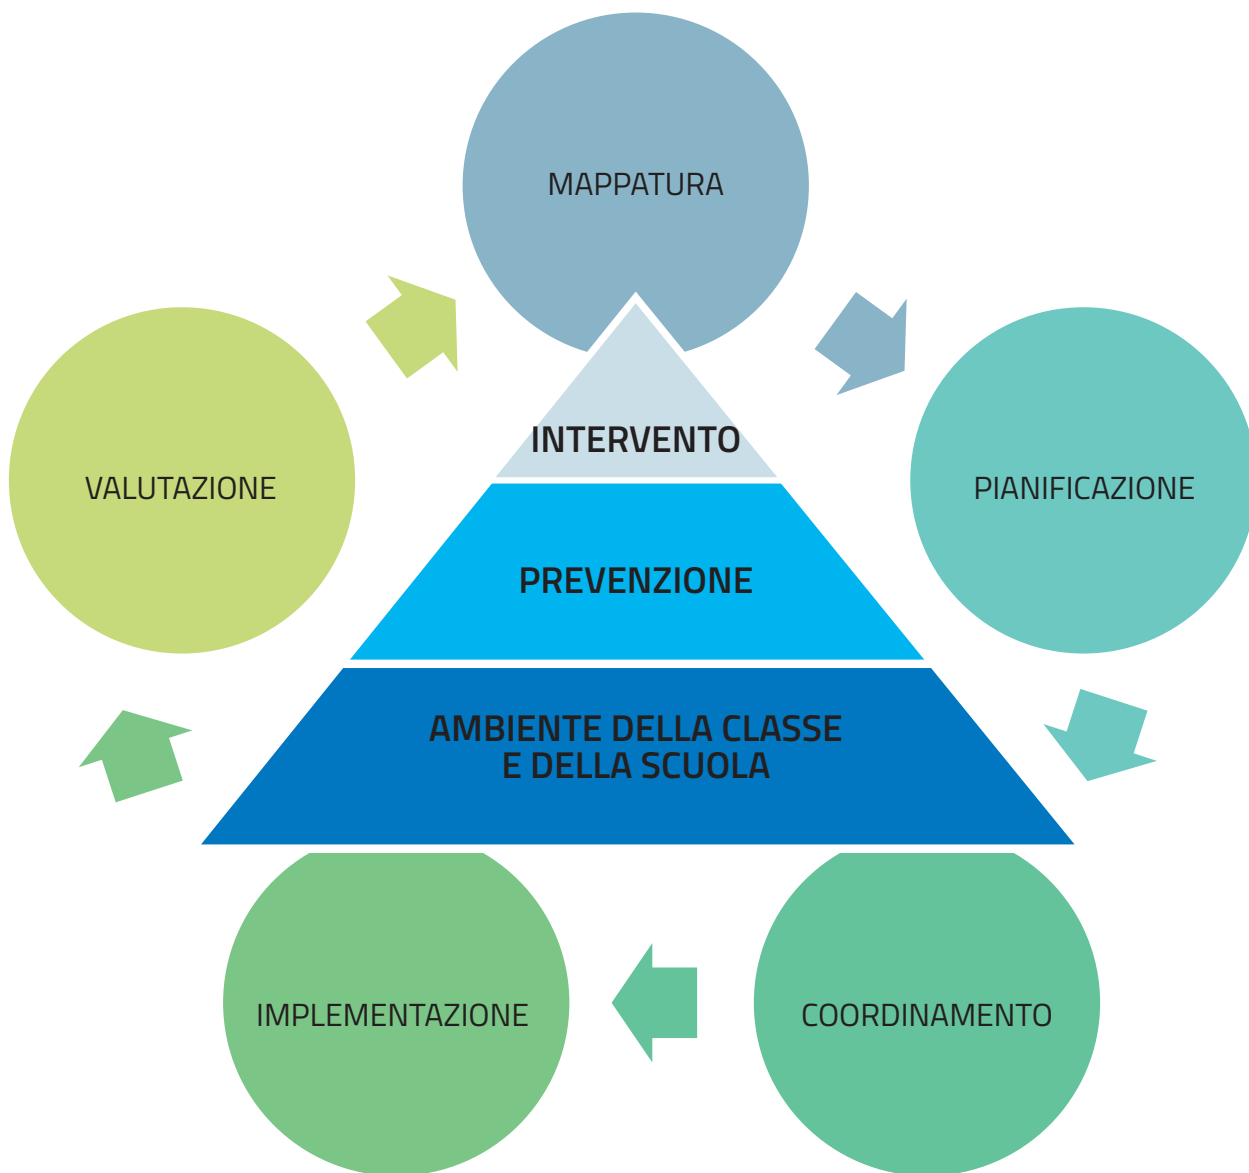 MAPPATURA
INTERVENTO
VALUTAZIONE
PIANIFICAZIONE
PREVENZIONE
AMBIENTE DELLA CLASSE
E DELLA SCUOLA
IMPLEMENTAZIONE
COORDINAMENTO